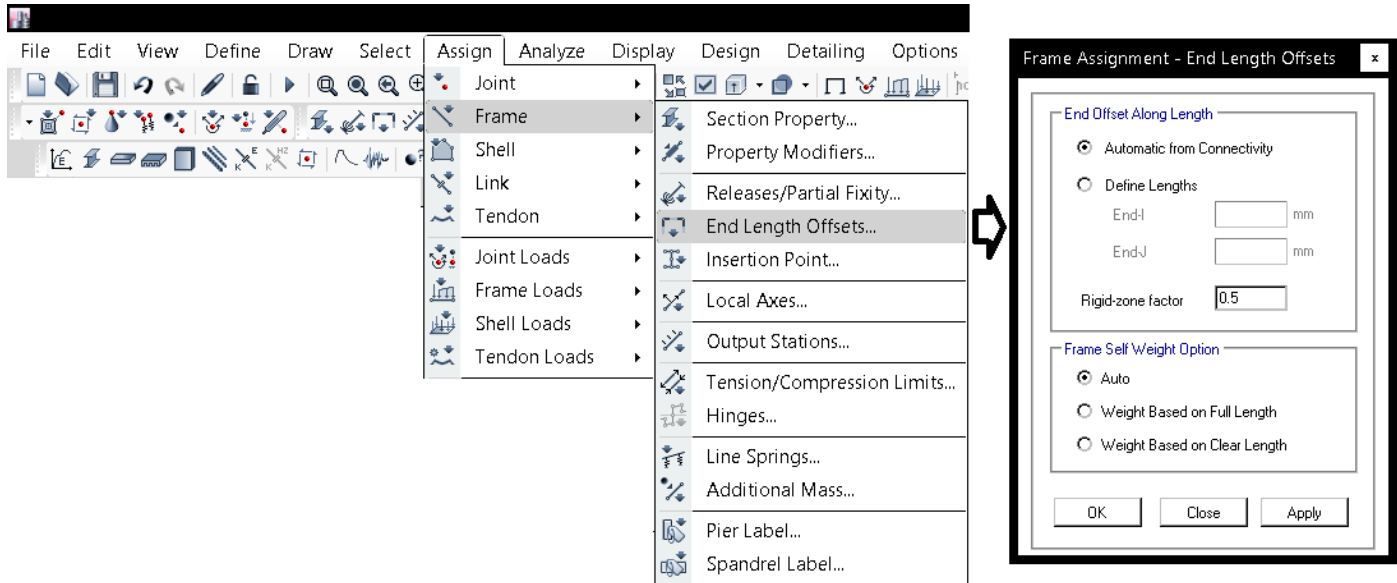 File Edit View Define Draw Select Assign Analyze Display Design Detailing Options
Joint
Frame
Shell
Link
Tendon
Joint Loads
Frame Loads
Shell Loads
Tendon Loads
Section Property...
Property Modifiers...
Releases/Partial Fixity...
End Length Offsets...
Insertion Point...
Local Axes...
Output Stations...
Tension/Compression Limits...
Hinges...
Line Springs...
Additional Mass...
Pier Label...
Spandrel Label...
Frame Assignment - End Length Offsets x
End Offset Along Length
Automatic from Connectivity
Define Lengths
End-I mm
End-J mm
Rigid-zone factor 0.5
Frame Self Weight Option
Auto
Weight Based on Full Length
Weight Based on Clear Length
OK Close Apply